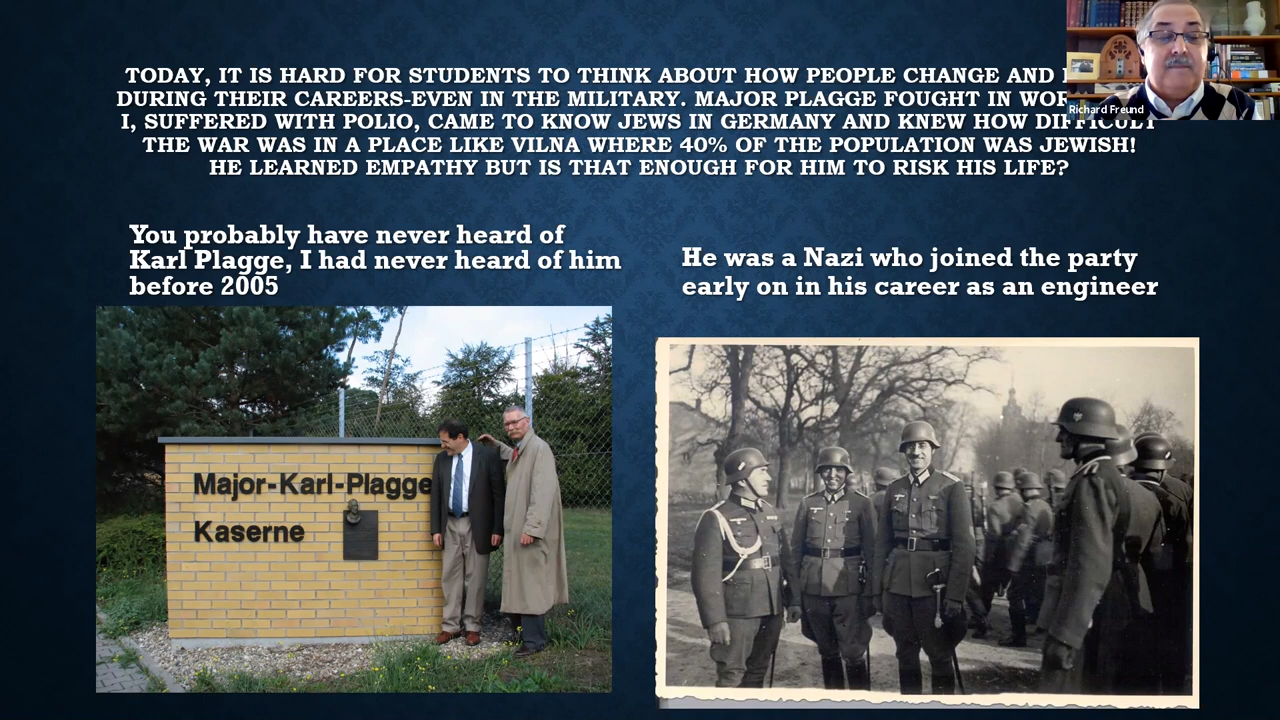 TODAY, IT IS HARD FOR STUDENTS TO THINK ABOUT HOW PEOPLE CHANGE AND
DURING THEIR CAREERS-EVEN IN THE MILITARY. MAJOR PLAGGE FOUGHT IN
I, SUFFERED WITH POLIO, CAME TO KNOW JEWS IN GERMANY AND KNEW HOW DIFFICULT
THE WAR WAS IN A PLACE LIKE VILNA WHERE 40% OF THE POPULATION WAS JEWISH!
HE LEARNED EMPATHY BUT IS THAT ENOUGH FOR HIM TO RISK HIS LIFE?
Richard Freund
You probably have never heard of
Karl Plagge, I had never heard of him
before 2005
He was a Nazi who joined the party
early on in his career as an engineer
Major-Karl-Plagge
Kaserne